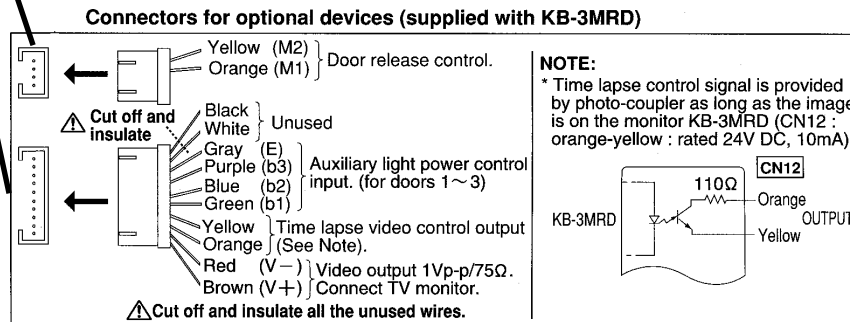 Connectors for optional devices (supplied with KB-3MRD)
Yellow (M2)
Orange (M1)
Door release control.
⚠ Cut off and
insulate
Black
White
Unused
Gray (E)
Purple (b3)
Blue (b2)
Green (b1)
Auxiliary light power control
input. (for doors 1~3)
Yellow
Orange
Time lapse video control output
(See Note).
Red (V−)
Brown (V+)
Video output 1Vp-p/75Ω.
Connect TV monitor.
⚠Cut off and insulate all the unused wires.
NOTE:
* Time lapse control signal is provided
by photo-coupler as long as the image
is on the monitor KB-3MRD (CN12 :
orange-yellow : rated 24V DC, 10mA)
CN12
110Ω
KB-3MRD
Orange
OUTPUT
Yellow